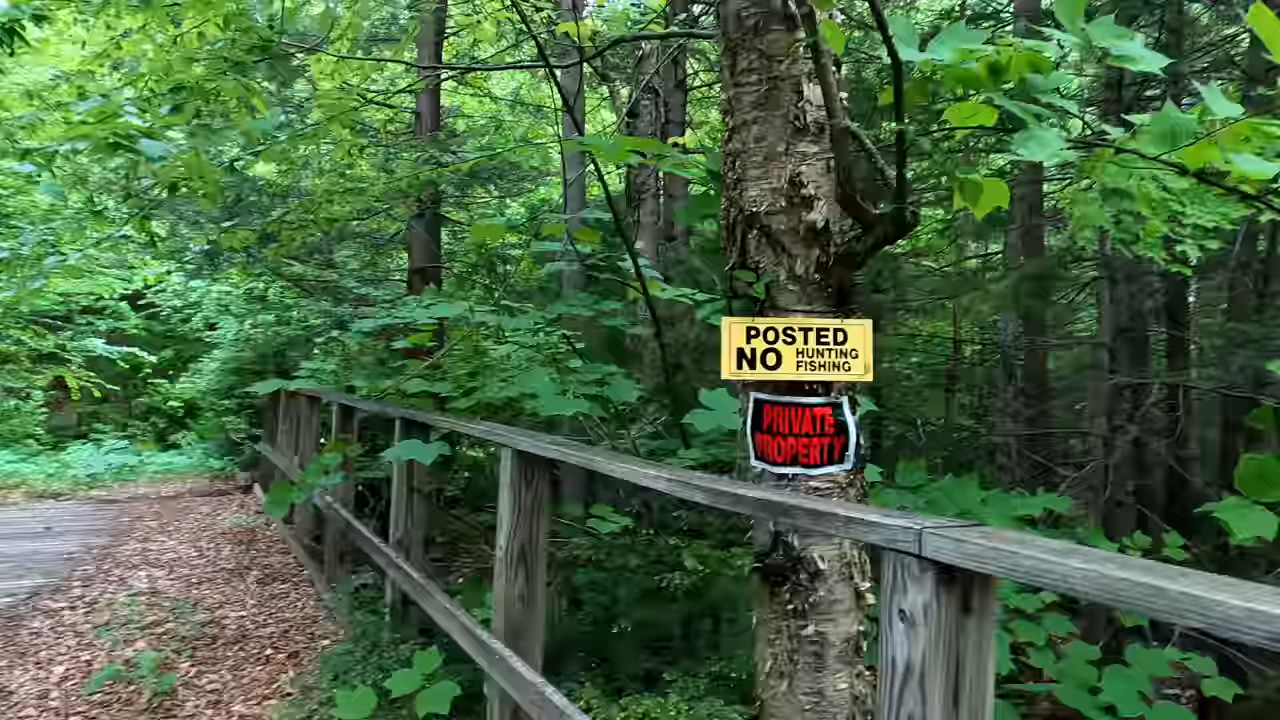 POSTED
NO HUNTING
FISHING
PRIVATE
PROPERTY